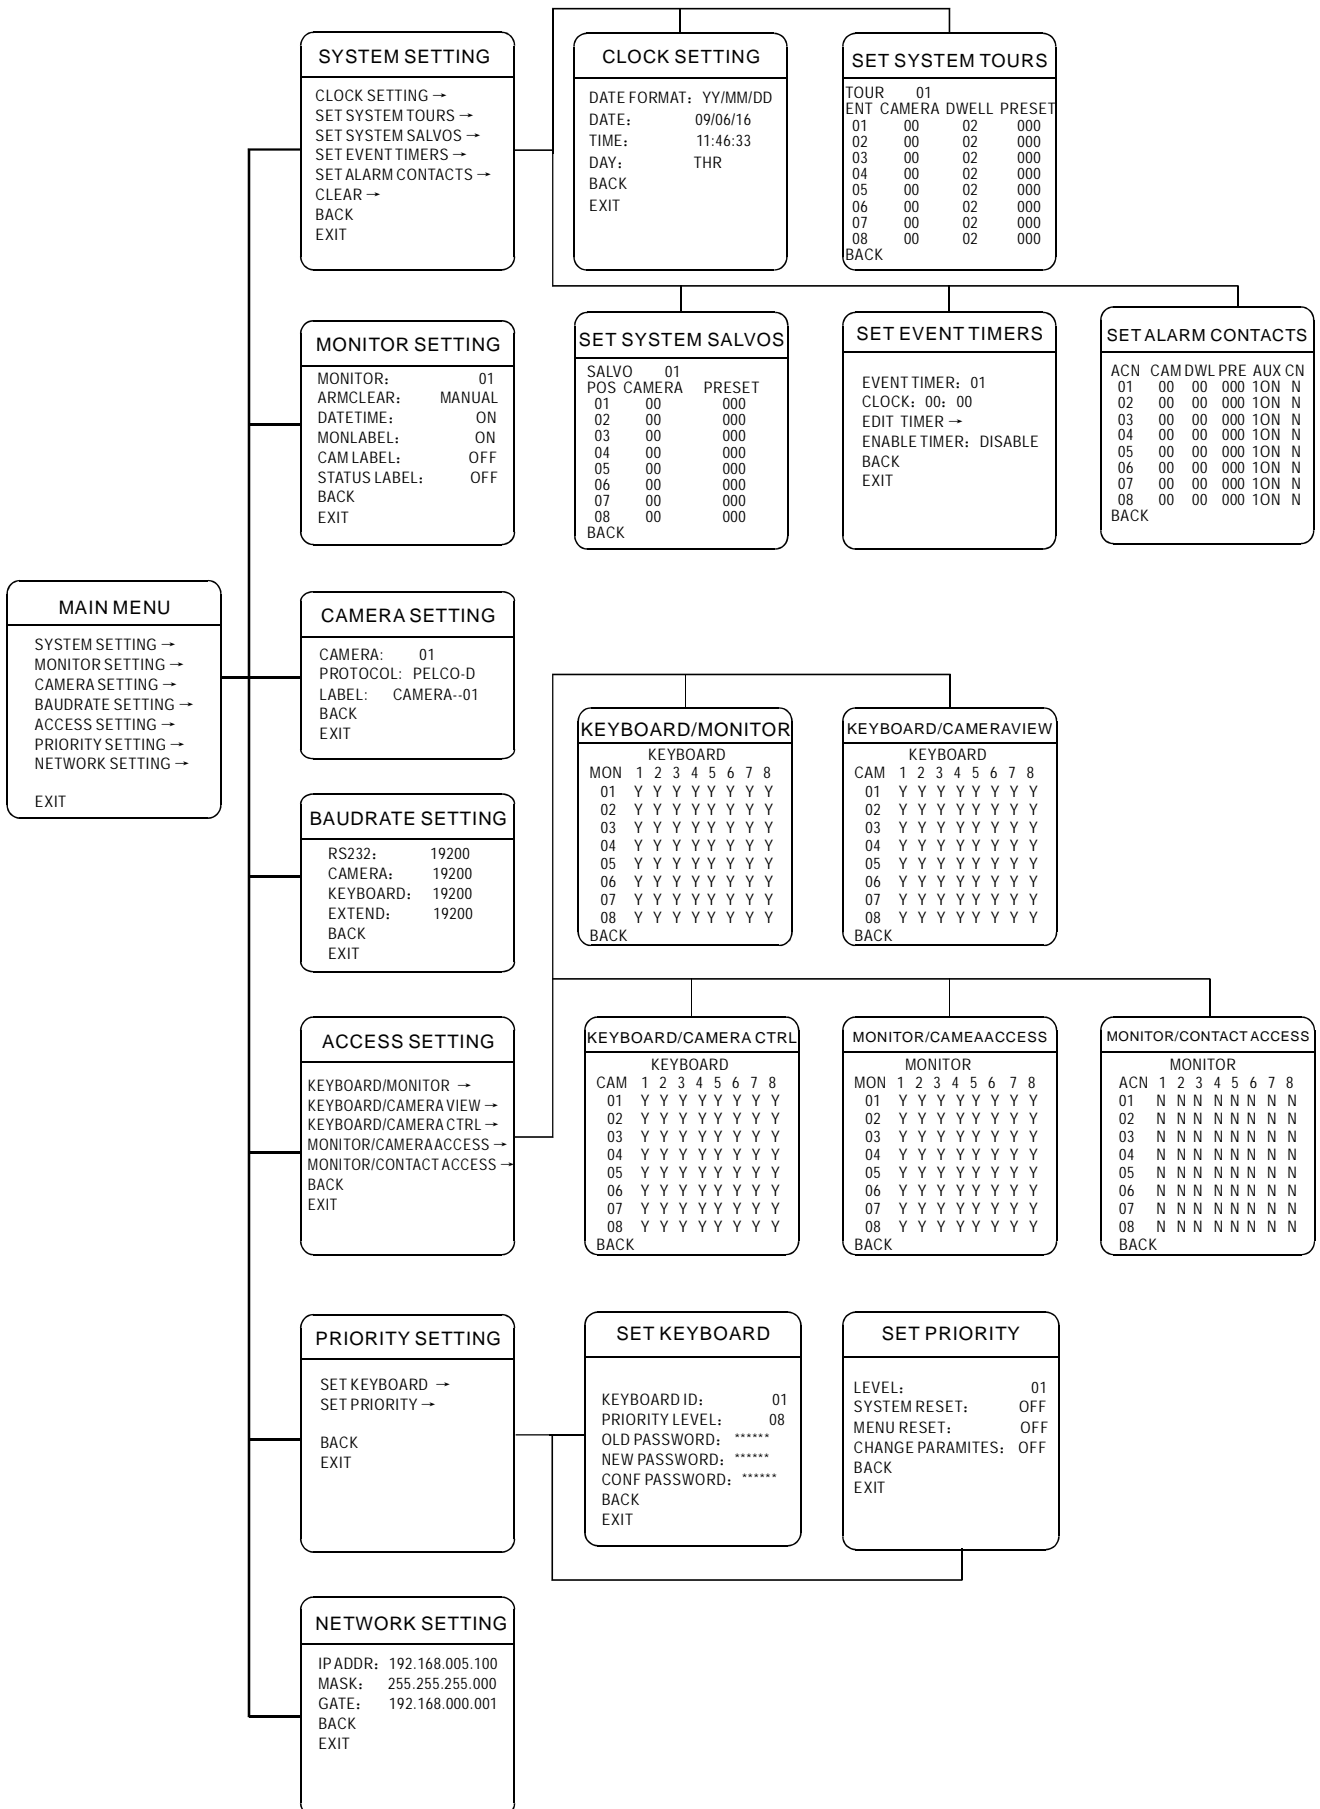 SYSTEM SETTING
CLOCK SETTING →
SET SYSTEM TOURS →
SET SYSTEM SALVOS →
SET EVENT TIMERS →
SET ALARM CONTACTS →
CLEAR →
BACK
EXIT
CLOCK SETTING
DATE FORMAT: YY/MM/DD
DATE: 09/06/16
TIME: 11:46:33
DAY: THR
BACK
EXIT
SET SYSTEM TOURS
TOUR 01
ENT CAMERA DWELL PRESET
01 00 02 000
02 00 02 000
03 00 02 000
04 00 02 000
05 00 02 000
06 00 02 000
07 00 02 000
08 00 02 000
BACK
MONITOR SETTING
MONITOR: 01
ARMCLEAR: MANUAL
DATETIME: ON
MONLABEL: ON
CAM LABEL: OFF
STATUS LABEL: OFF
BACK
EXIT
SET SYSTEM SALVOS
SALVO 01
POS CAMERA PRESET
01 00 000
02 00 000
03 00 000
04 00 000
05 00 000
06 00 000
07 00 000
08 00 000
BACK
SET EVENT TIMERS
EVENT TIMER: 01
CLOCK: 00: 00
EDIT TIMER →
ENABLE TIMER: DISABLE
BACK
EXIT
SET ALARM CONTACTS
ACN CAM DWL PRE AUX CN
01 00 00 000 1ON N
02 00 00 000 1ON N
03 00 00 000 1ON N
04 00 00 000 1ON N
05 00 00 000 1ON N
06 00 00 000 1ON N
07 00 00 000 1ON N
08 00 00 000 1ON N
BACK
MAIN MENU
SYSTEM SETTING →
MONITOR SETTING →
CAMERA SETTING →
BAUDRATE SETTING →
ACCESS SETTING →
PRIORITY SETTING →
NETWORK SETTING →
EXIT
CAMERA SETTING
CAMERA: 01
PROTOCOL: PELCO-D
LABEL: CAMERA--01
BACK
EXIT
BAUDRATE SETTING
RS232: 19200
CAMERA: 19200
KEYBOARD: 19200
EXTEND: 19200
BACK
EXIT
KEYBOARD/MONITOR
KEYBOARD
MON 1 2 3 4 5 6 7 8
01 Y Y Y Y Y Y Y Y
02 Y Y Y Y Y Y Y Y
03 Y Y Y Y Y Y Y Y
04 Y Y Y Y Y Y Y Y
05 Y Y Y Y Y Y Y Y
06 Y Y Y Y Y Y Y Y
07 Y Y Y Y Y Y Y Y
08 Y Y Y Y Y Y Y Y
BACK
KEYBOARD/CAMERAVIEW
KEYBOARD
CAM 1 2 3 4 5 6 7 8
01 Y Y Y Y Y Y Y Y
02 Y Y Y Y Y Y Y Y
03 Y Y Y Y Y Y Y Y
04 Y Y Y Y Y Y Y Y
05 Y Y Y Y Y Y Y Y
06 Y Y Y Y Y Y Y Y
07 Y Y Y Y Y Y Y Y
08 Y Y Y Y Y Y Y Y
BACK
ACCESS SETTING
KEYBOARD/MONITOR →
KEYBOARD/CAMERA VIEW →
KEYBOARD/CAMERA CTRL →
MONITOR/CAMERA ACCESS →
MONITOR/CONTACT ACCESS →
BACK
EXIT
KEYBOARD/CAMERA CTRL
KEYBOARD
CAM 1 2 3 4 5 6 7 8
01 Y Y Y Y Y Y Y Y
02 Y Y Y Y Y Y Y Y
03 Y Y Y Y Y Y Y Y
04 Y Y Y Y Y Y Y Y
05 Y Y Y Y Y Y Y Y
06 Y Y Y Y Y Y Y Y
07 Y Y Y Y Y Y Y Y
08 Y Y Y Y Y Y Y Y
BACK
MONITOR/CAMEAACCESS
MONITOR
MON 1 2 3 4 5 6 7 8
01 Y Y Y Y Y Y Y Y
02 Y Y Y Y Y Y Y Y
03 Y Y Y Y Y Y Y Y
04 Y Y Y Y Y Y Y Y
05 Y Y Y Y Y Y Y Y
06 Y Y Y Y Y Y Y Y
07 Y Y Y Y Y Y Y Y
08 Y Y Y Y Y Y Y Y
BACK
MONITOR/CONTACT ACCESS
MONITOR
ACN 1 2 3 4 5 6 7 8
01 N N N N N N N N
02 N N N N N N N N
03 N N N N N N N N
04 N N N N N N N N
05 N N N N N N N N
06 N N N N N N N N
07 N N N N N N N N
08 N N N N N N N N
BACK
PRIORITY SETTING
SET KEYBOARD →
SET PRIORITY →
BACK
EXIT
SET KEYBOARD
KEYBOARD ID: 01
PRIORITY LEVEL: 08
OLD PASSWORD: ******
NEW PASSWORD: ******
CONF PASSWORD: ******
BACK
EXIT
SET PRIORITY
LEVEL: 01
SYSTEM RESET: OFF
MENU RESET: OFF
CHANGE PARAMITES: OFF
BACK
EXIT
NETWORK SETTING
IP ADDR: 192.168.005.100
MASK: 255.255.255.000
GATE: 192.168.000.001
BACK
EXIT